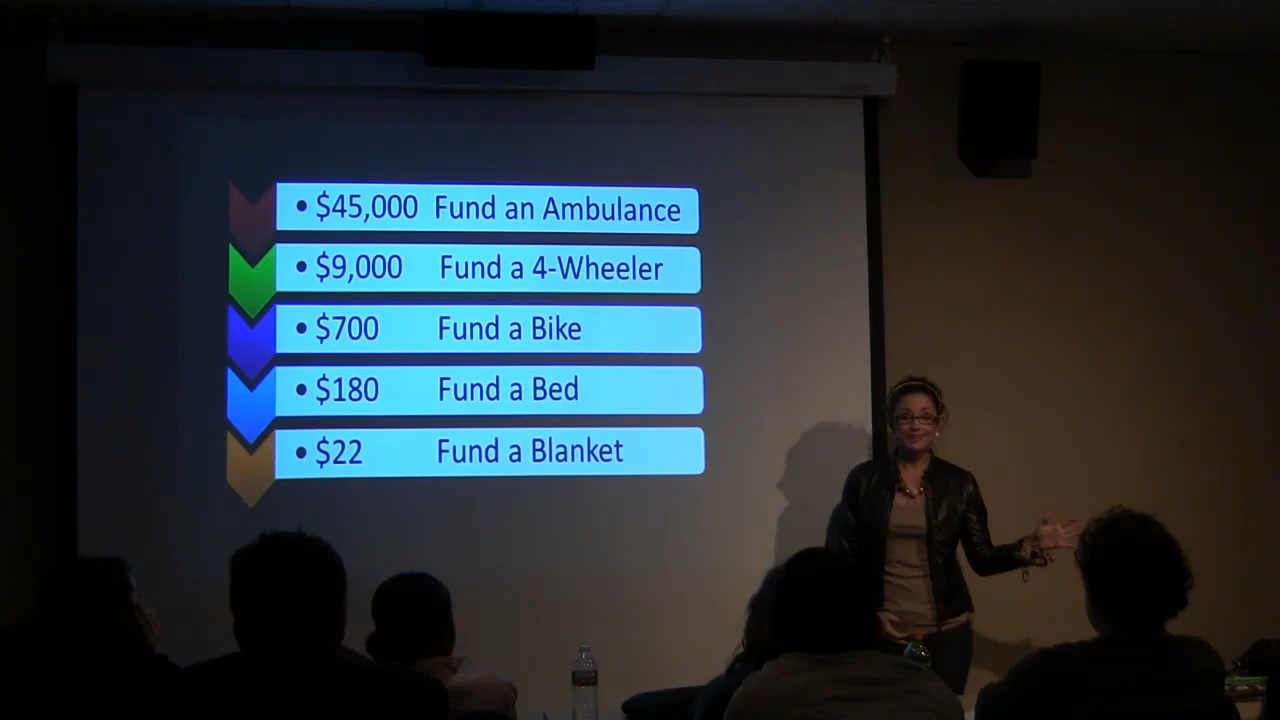 • $45,000 Fund an Ambulance
• $9,000 Fund a 4-Wheeler
• $700 Fund a Bike
• $180 Fund a Bed
• $22 Fund a Blanket